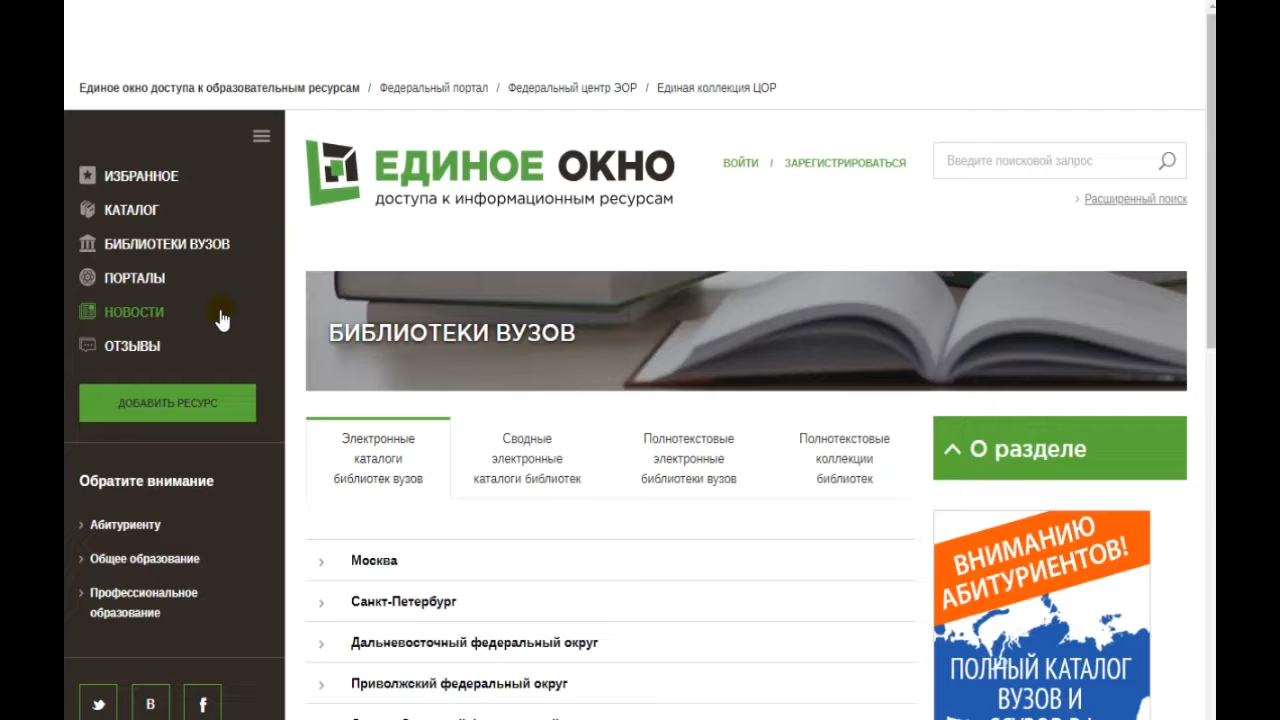 Единое окно доступа к образовательным ресурсам / Федеральный портал / Федеральный центр ЭОР / Единая коллекция ЦОР
ИЗБРАННОЕ
КАТАЛОГ
БИБЛИОТЕКИ ВУЗОВ
ПОРТАЛЫ
НОВОСТИ
ОТЗЫВЫ
ДОБАВИТЬ РЕСУРС
Обратите внимание
Абитуриенту
Общее образование
Профессиональное
образование
ЕДИНОЕ ОКНО
доступа к информационным ресурсам
ВОЙТИ / ЗАРЕГИСТРИРОВАТЬСЯ
Введите поисковой запрос
Расширенный поиск
БИБЛИОТЕКИ ВУЗОВ
Электронные
каталоги
библиотек вузов
Сводные
электронные
каталоги библиотек
Полнотекстовые
электронные
библиотеки вузов
Полнотекстовые
коллекции
библиотек
Москва
Санкт-Петербург
Дальневосточный федеральный округ
Приволжский федеральный округ
О разделе
ВНИМАНИЮ
АБИТУРИЕНТОВ!
ПОЛНЫЙ КАТАЛОГ
ВУЗОВ И